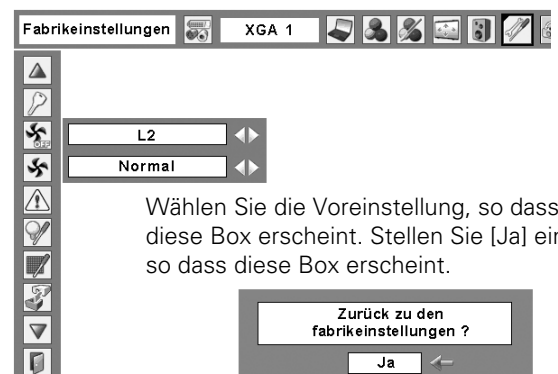 Fabrikeinstellungen
XGA 1
OFF
L2
Normal
Wählen Sie die Voreinstellung, so dass
diese Box erscheint. Stellen Sie [Ja] ein
so dass diese Box erscheint.
Zurück zu den
fabrikeinstellungen ?
Ja